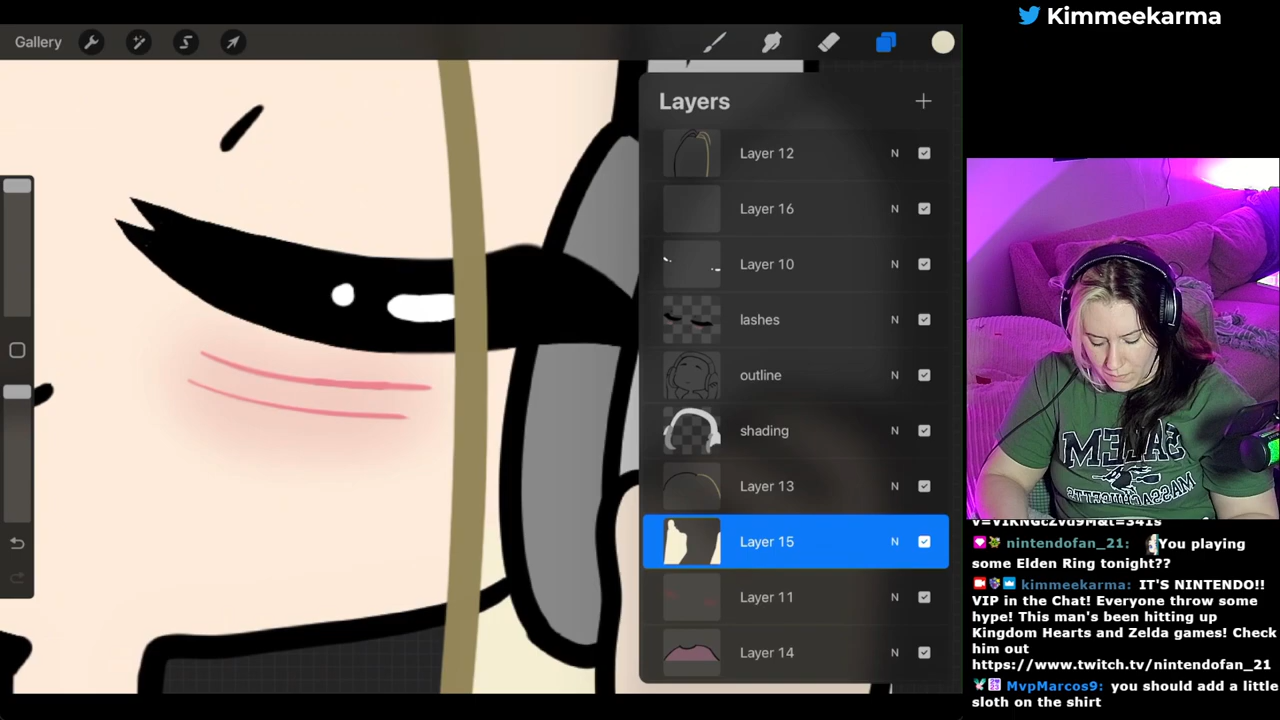 Kimmeekarma
Gallery
Layers
Layer 12 N
Layer 16 N
Layer 10 N
lashes N
outline N
shading N
Layer 13 N
Layer 15 N
Layer 11 N
Layer 14 N
nintendofan_21: You playing
some Elden Ring tonight??
kimmeekarma: IT'S NINTENDO!!
VIP in the Chat! Everyone throw some
hype! This man's been hitting up
Kingdom Hearts and Zelda games! Check
him out
https://www.twitch.tv/nintendofan_21
MvpMarcos9: you should add a little
sloth on the shirt